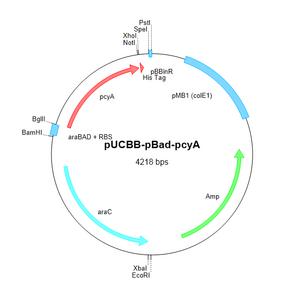 PstI
SpeI
XhoI
NotI
pBBinR
His Tag
pMB1 (colE1)
pcyA
BglII
BamHI
araBAD + RBS
pUCBB-pBad-pcyA
4218 bps
Amp
araC
XbaI
EcoRI